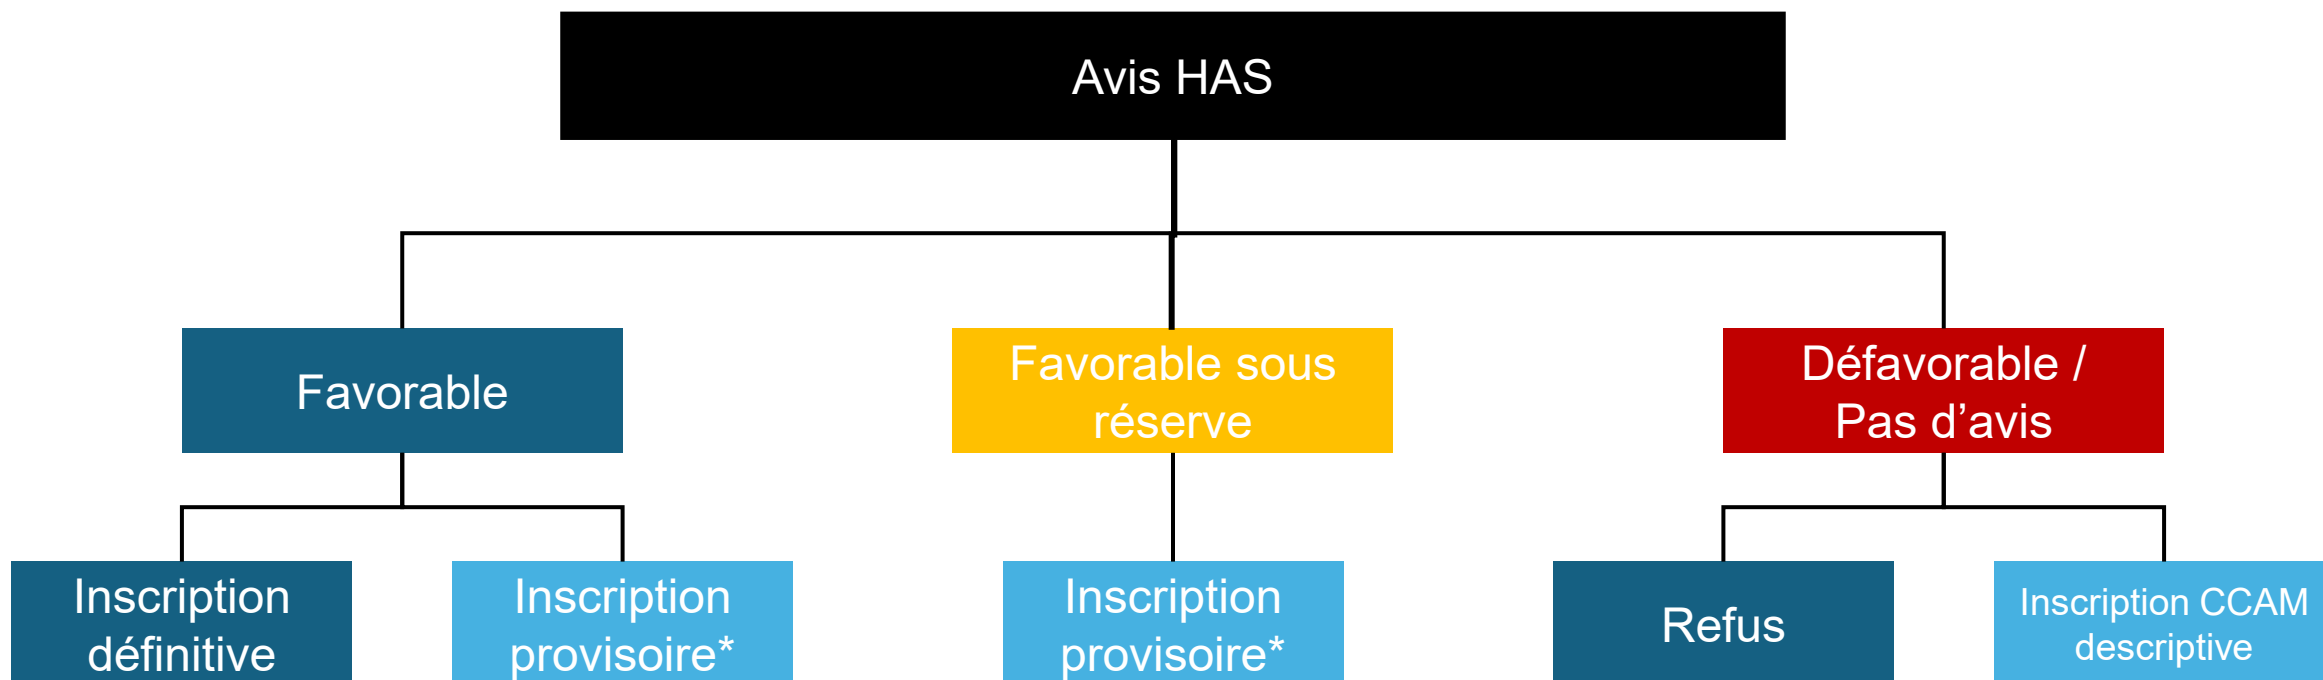 Avis HAS
Favorable
Favorable sous
réserve
Défavorable /
Pas d’avis
Inscription
définitive
Inscription
provisoire*
Inscription
provisoire*
Refus
Inscription CCAM
descriptive